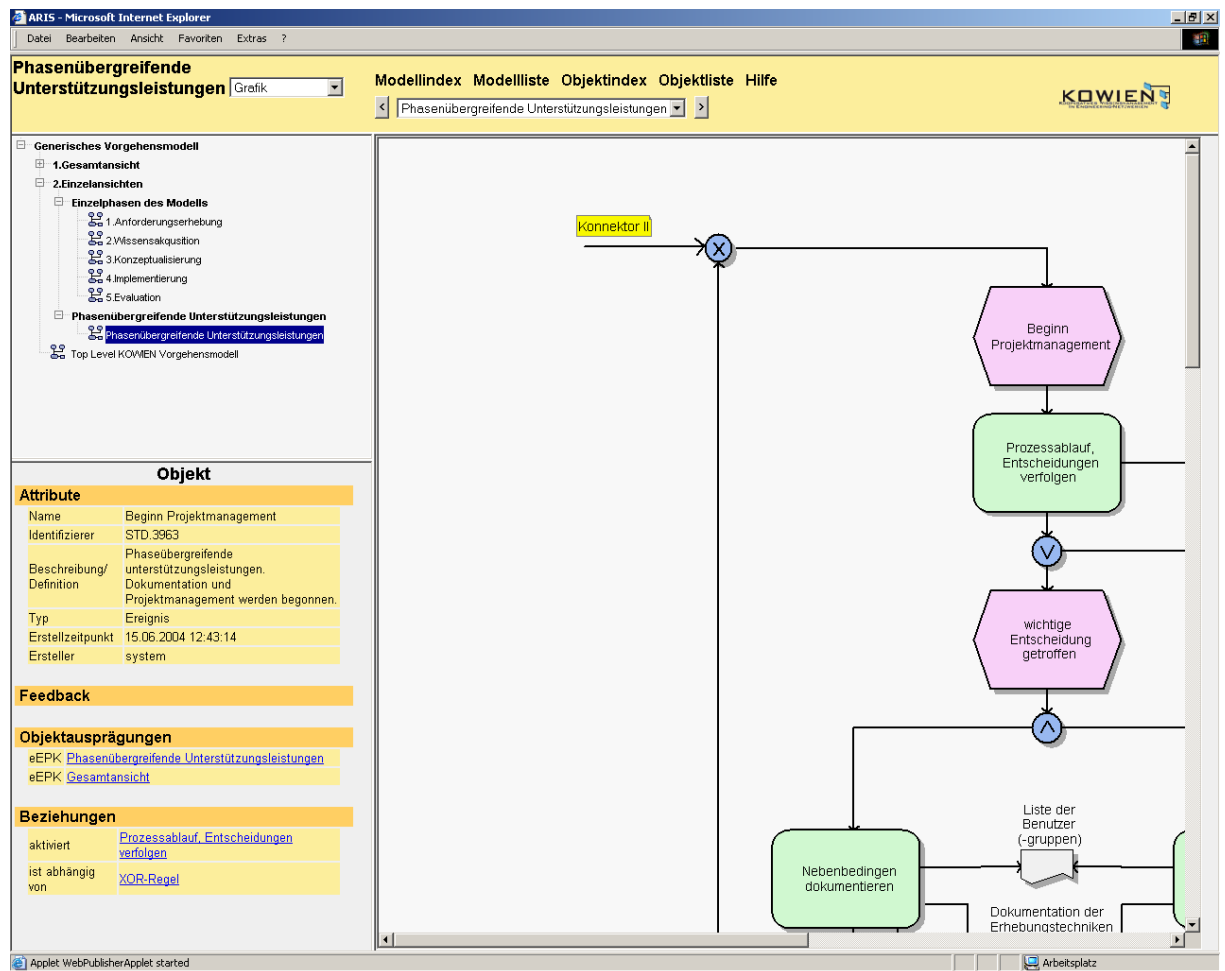 ARIS - Microsoft Internet Explorer
Datei Bearbeiten Ansicht Favoriten Extras ?
Phasenübergreifende
Unterstützungsleistungen Grafik
Modellindex Modellliste Objektindex Objektliste Hilfe
< Phasenübergreifende Unterstützungsleistungen >
KOWIEN
Generisches Vorgehensmodell
1.Gesamtansicht
2.Einzelansichten
Einzelphasen des Modells
1.Anforderungserhebung
2.Wissensakqusition
3.Konzeptualisierung
4.Implementierung
5.Evaluation
Phasenübergreifende Unterstützungsleistungen
Phasenübergreifende Unterstützungsleistungen
Top Level KOWIEN Vorgehensmodell
Objekt
Attribute
Name Beginn Projektmanagement
Identifizierer STD.3963
Beschreibung/
Definition
Phaseübergreifende
unterstützungsleistungen.
Dokumentation und
Projektmanagement werden begonnen.
Typ Ereignis
Erstellzeitpunkt 15.06.2004 12:43:14
Ersteller system
Feedback
Objektausprägungen
eEPK Phasenübergreifende Unterstützungsleistungen
eEPK Gesamtansicht
Beziehungen
aktiviert
Prozessablauf, Entscheidungen
verfolgen
ist abhängig
von
XOR-Regel
Konnektor II
X
Beginn
Projektmanagement
Prozessablauf,
Entscheidungen
verfolgen
V
wichtige
Entscheidung
getroffen
Λ
Liste der
Benutzer
(-gruppen)
Nebenbedingen
dokumentieren
Dokumentation der
Erhebungstechniken
Applet WebPublisherApplet started
Arbeitsplatz